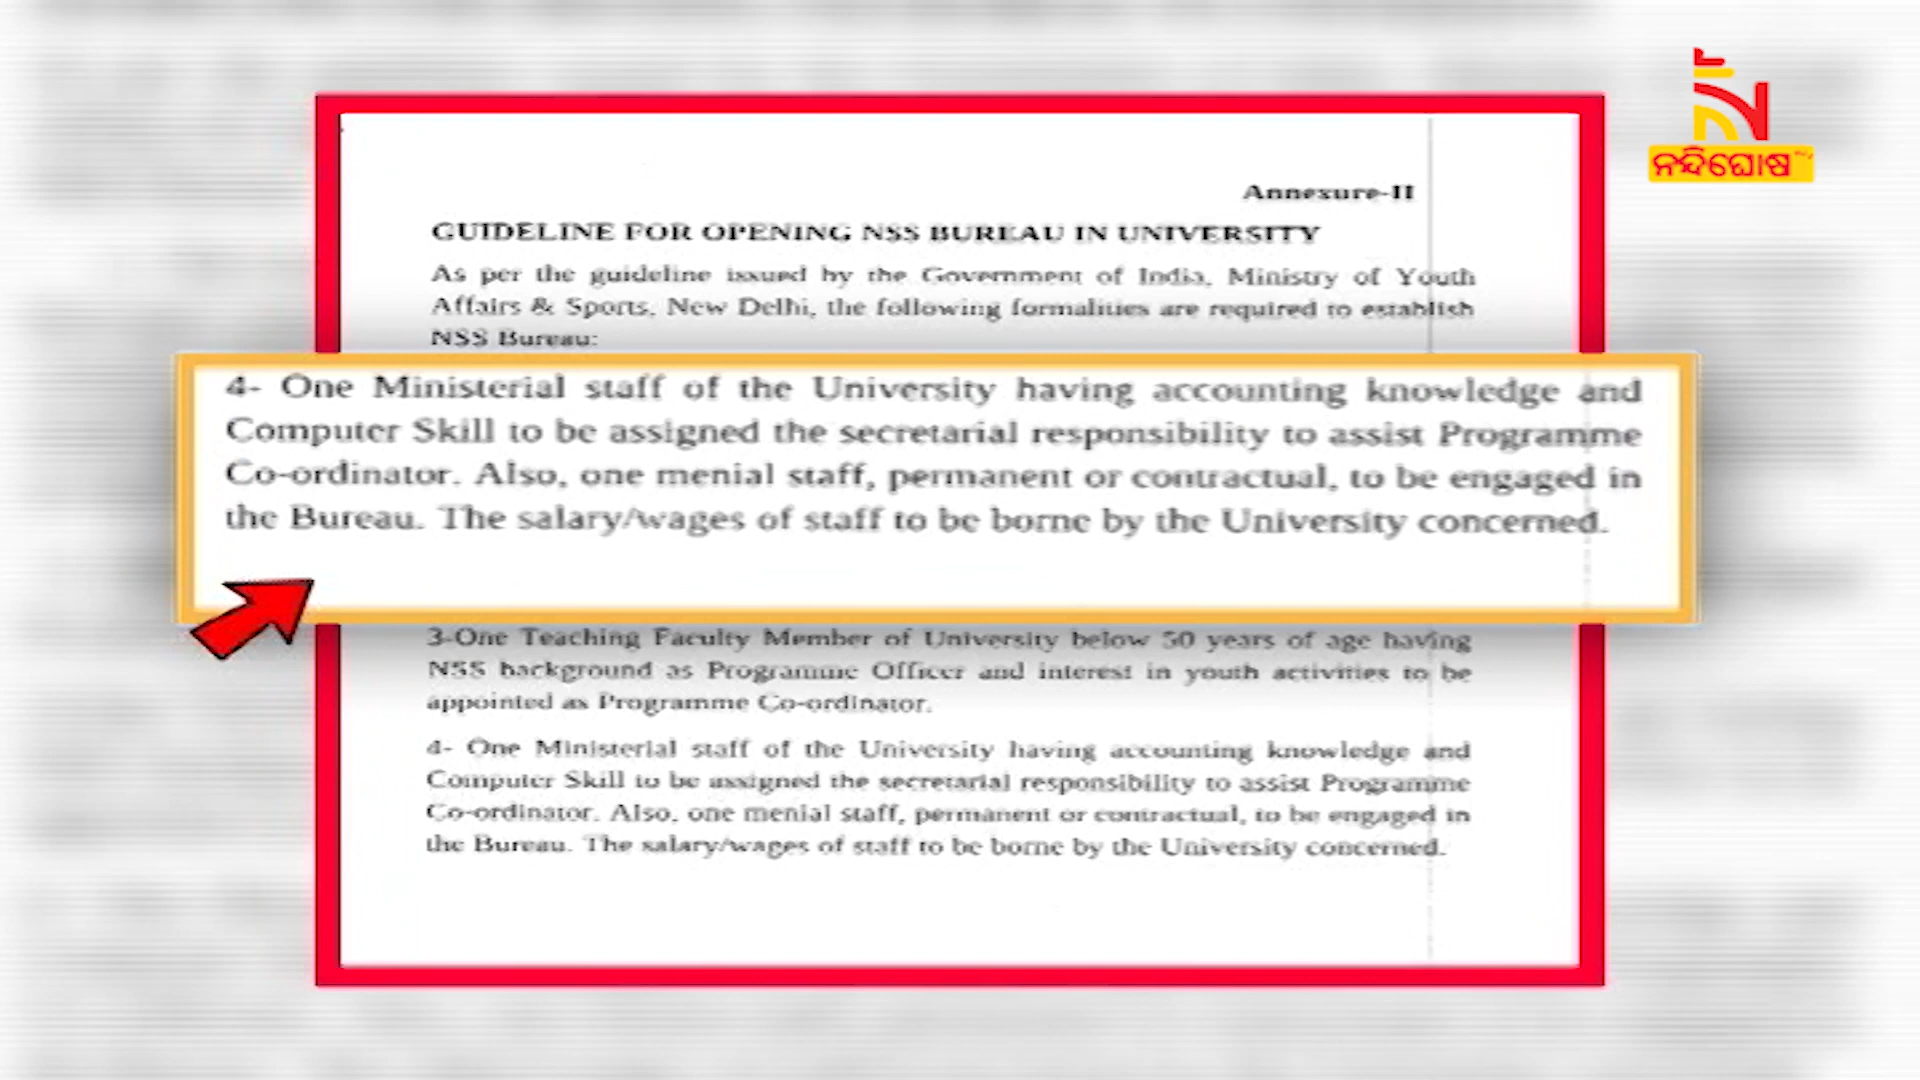 ନନ୍ଦିଘୋଷ
Annexure-II
GUIDELINE FOR OPENING NSS BUREAU IN UNIVERSITY
As per the guideline issued by the Government of India, Ministry of Youth
Affairs & Sports, New Delhi, the following formalities are required to establish
NSS Bureau:
4- One Ministerial staff of the University having accounting knowledge and
Computer Skill to be assigned the secretarial responsibility to assist Programme
Co-ordinator. Also, one menial staff, permanent or contractual, to be engaged in
the Bureau. The salary/wages of staff to be borne by the University concerned.
3-One Teaching Faculty Member of University below 50 years of age having
NSS background as Programme Officer and interest in youth activities to be
appointed as Programme Co-ordinator.
4- One Ministerial staff of the University having accounting knowledge and
Computer Skill to be assigned the secretarial responsibility to assist Programme
Co-ordinator. Also, one menial staff, permanent or contractual, to be engaged in
the Bureau. The salary/wages of staff to be borne by the University concerned.